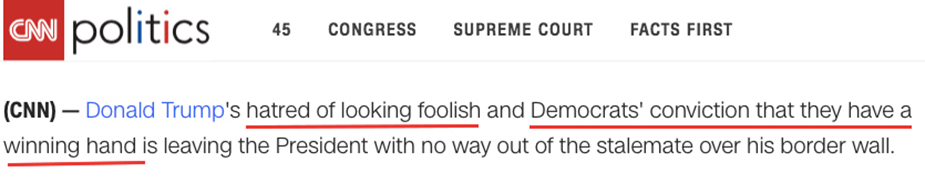 CNN politics 45 CONGRESS SUPREME COURT FACTS FIRST
(CNN) — Donald Trump's hatred of looking foolish and Democrats' conviction that they have a
winning hand is leaving the President with no way out of the stalemate over his border wall.